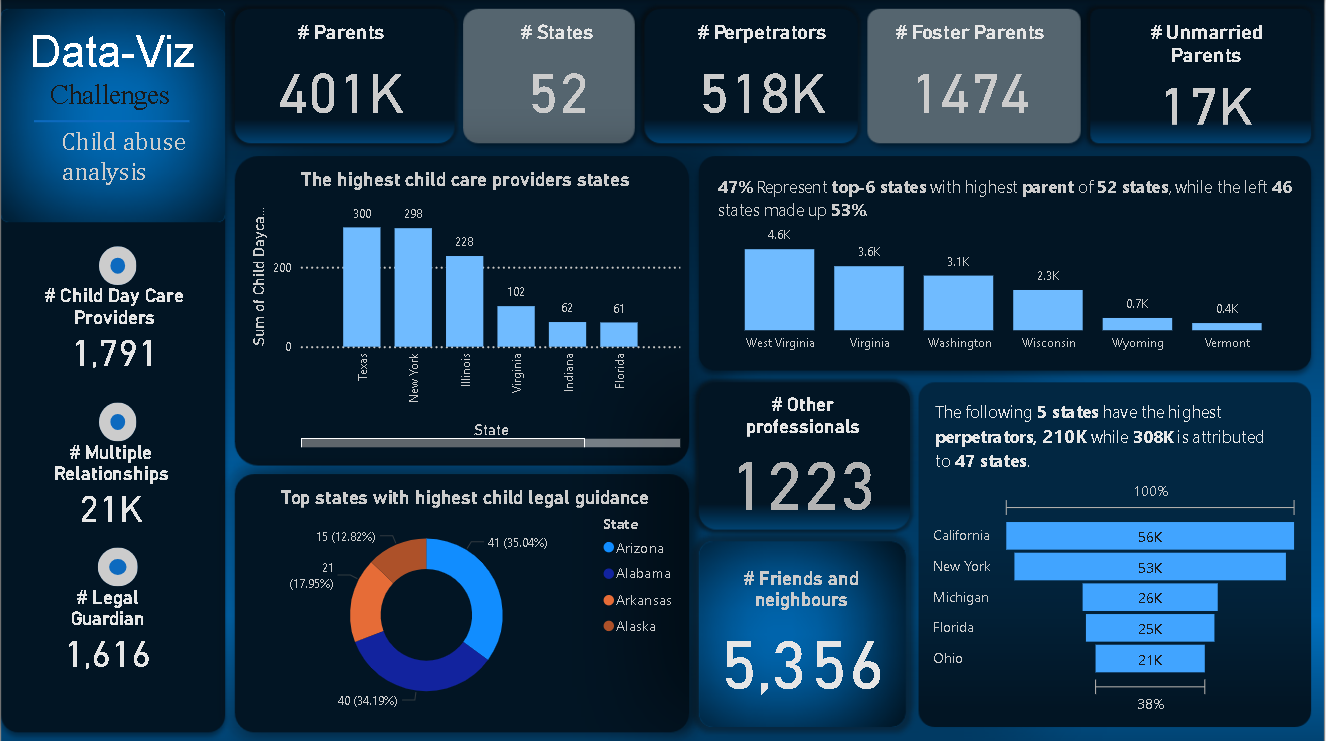 Data-Viz
Challenges
Child abuse
analysis
# Parents
401K
# States
52
# Perpetrators
518K
# Foster Parents
1474
# Unmarried
Parents
17K
# Child Day Care
Providers
1,791
# Multiple
Relationships
21K
# Legal
Guardian
1,616
The highest child care providers states
Sum of Child Dayca...
200
0
300
298
228
102
62
61
Texas
New York
Illinois
Virginia
Indiana
Florida
State
47% Represent top-6 states with highest parent of 52 states, while the left 46
states made up 53%.
4.6K
3.6K
3.1K
2.3K
0.7K
0.4K
West Virginia
Virginia
Washington
Wisconsin
Wyoming
Vermont
Top states with highest child legal guidance
15 (12.82%)
21
(17.95%)
41 (35.04%)
40 (34.19%)
State
Arizona
Alabama
Arkansas
Alaska
# Other
professionals
1223
# Friends and
neighbours
5,356
The following 5 states have the highest
perpetrators, 210K while 308K is attributed
to 47 states.
100%
California 56K
New York 53K
Michigan 26K
Florida 25K
Ohio 21K
38%